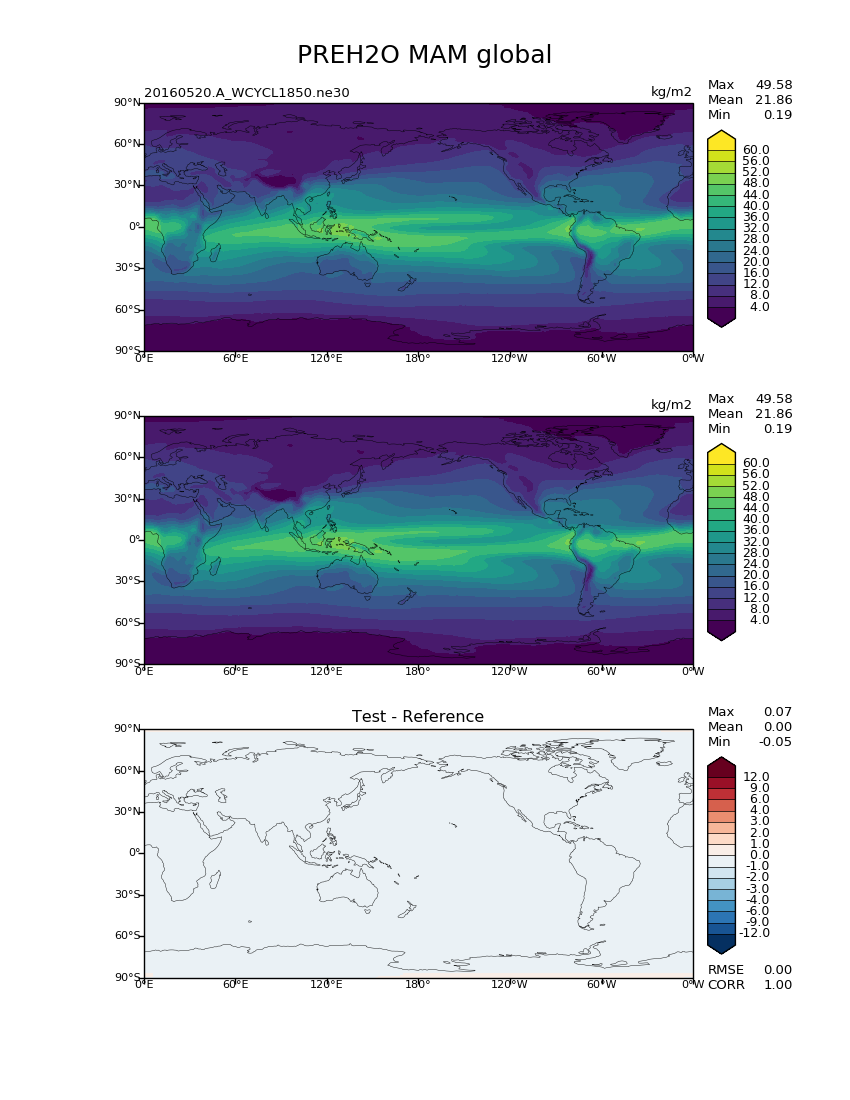 PREH2O MAM global
20160520.A_WCYCL1850.ne30
kg/m2
Max 49.58
Mean 21.86
Min 0.19
90°N
60°N
30°N
0°
30°S
60°S
90°S
0°E 60°E 120°E 180° 120°W 60°W 0°W
60.0
56.0
52.0
48.0
44.0
40.0
36.0
32.0
28.0
24.0
20.0
16.0
12.0
8.0
4.0
kg/m2
Max 49.58
Mean 21.86
Min 0.19
90°N
60°N
30°N
0°
30°S
60°S
90°S
0°E 60°E 120°E 180° 120°W 60°W 0°W
60.0
56.0
52.0
48.0
44.0
40.0
36.0
32.0
28.0
24.0
20.0
16.0
12.0
8.0
4.0
Test - Reference
Max 0.07
Mean 0.00
Min -0.05
90°N
60°N
30°N
0°
30°S
60°S
90°S
0°E 60°E 120°E 180° 120°W 60°W 0°W
12.0
9.0
6.0
4.0
3.0
2.0
1.0
0.0
-1.0
-2.0
-3.0
-4.0
-6.0
-9.0
-12.0
RMSE 0.00
CORR 1.00